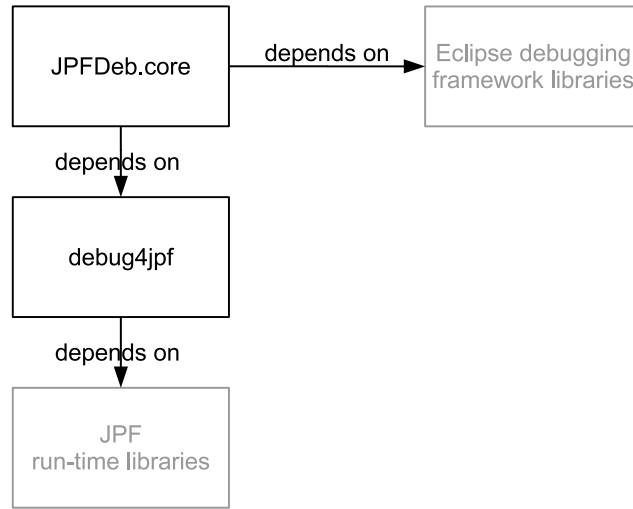 JPFDeb.core
depends on
Eclipse debugging
framework libraries
depends on
debug4jpf
depends on
JPF
run-time libraries